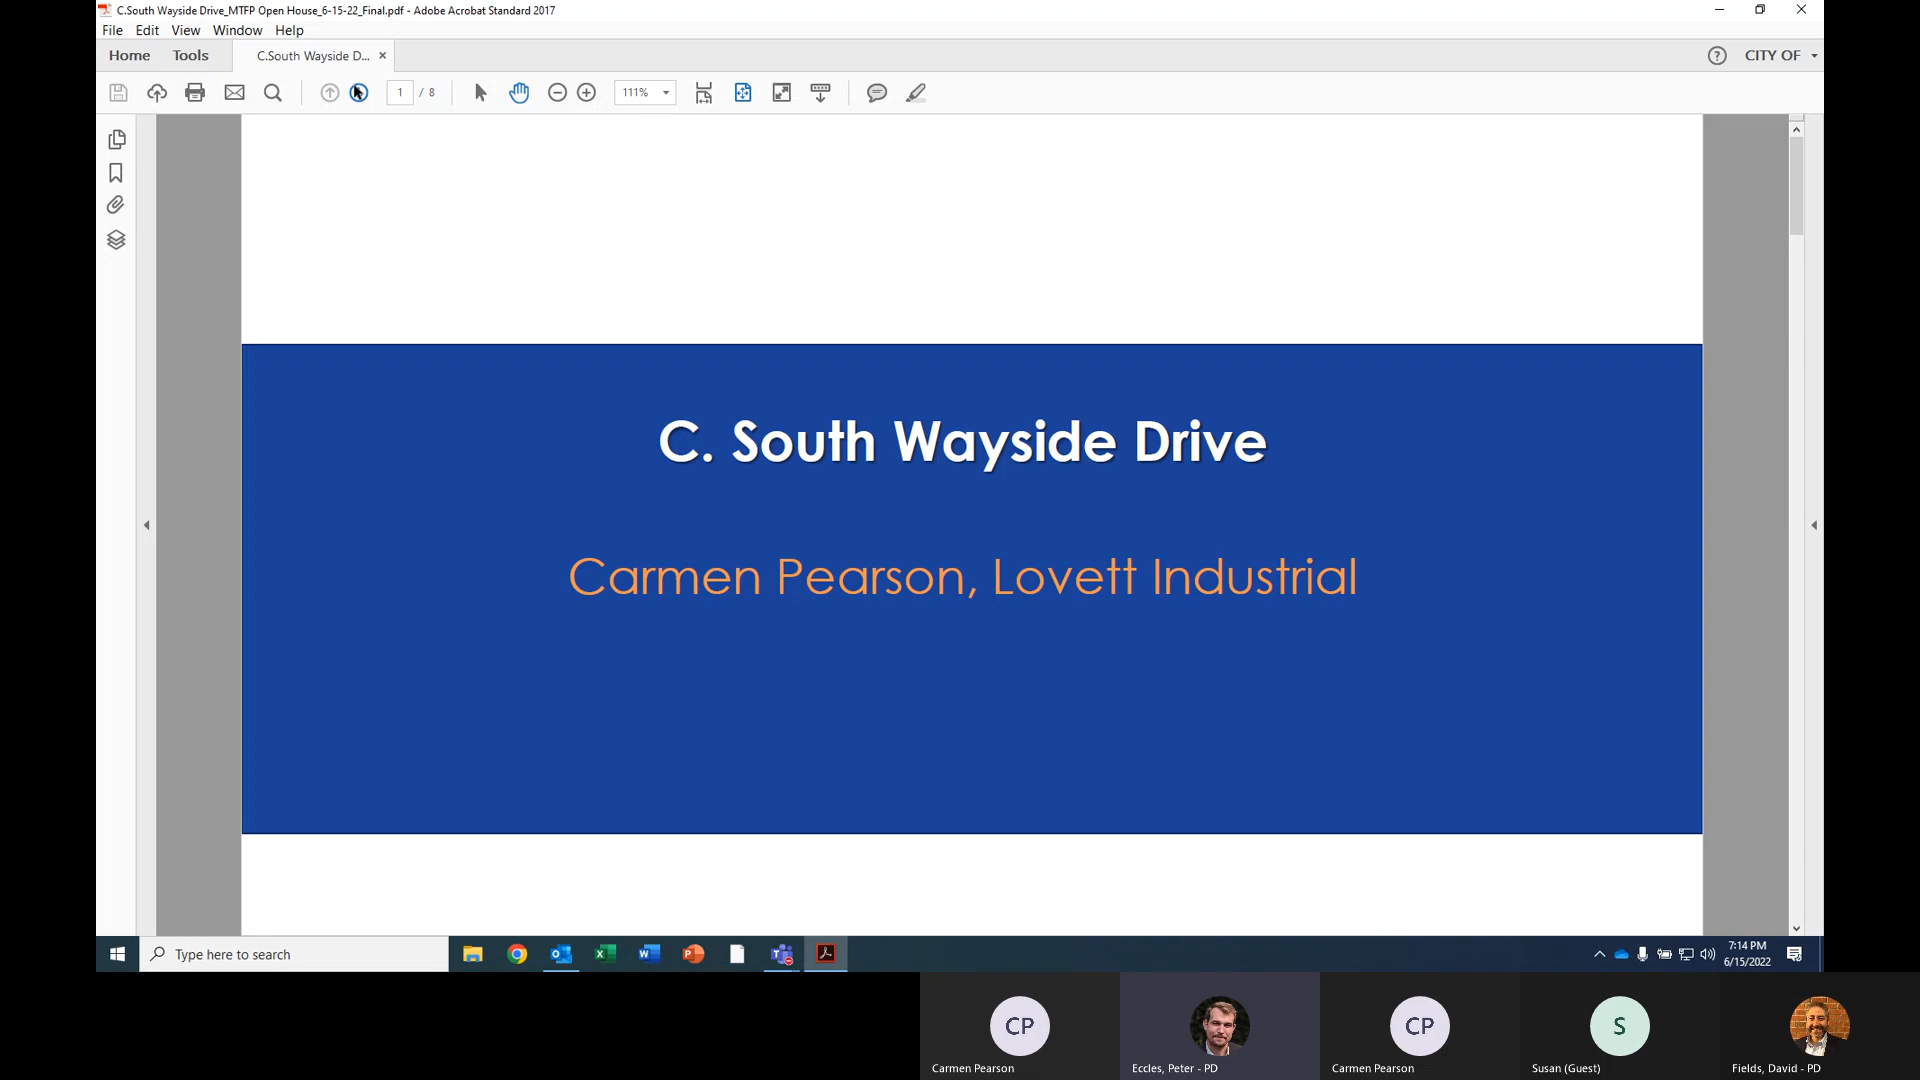 C.South Wayside Drive_MTFP Open House_6-15-22_Final.pdf - Adobe Acrobat Standard 2017
File Edit View Window Help
Home Tools C.South Wayside D... × CITY OF
1 / 8 111%
C. South Wayside Drive
Carmen Pearson, Lovett Industrial
Type here to search
7:14 PM
6/15/2022
CP CP S
Carmen Pearson Eccles, Peter - PD Carmen Pearson Susan (Guest) Fields, David - PD